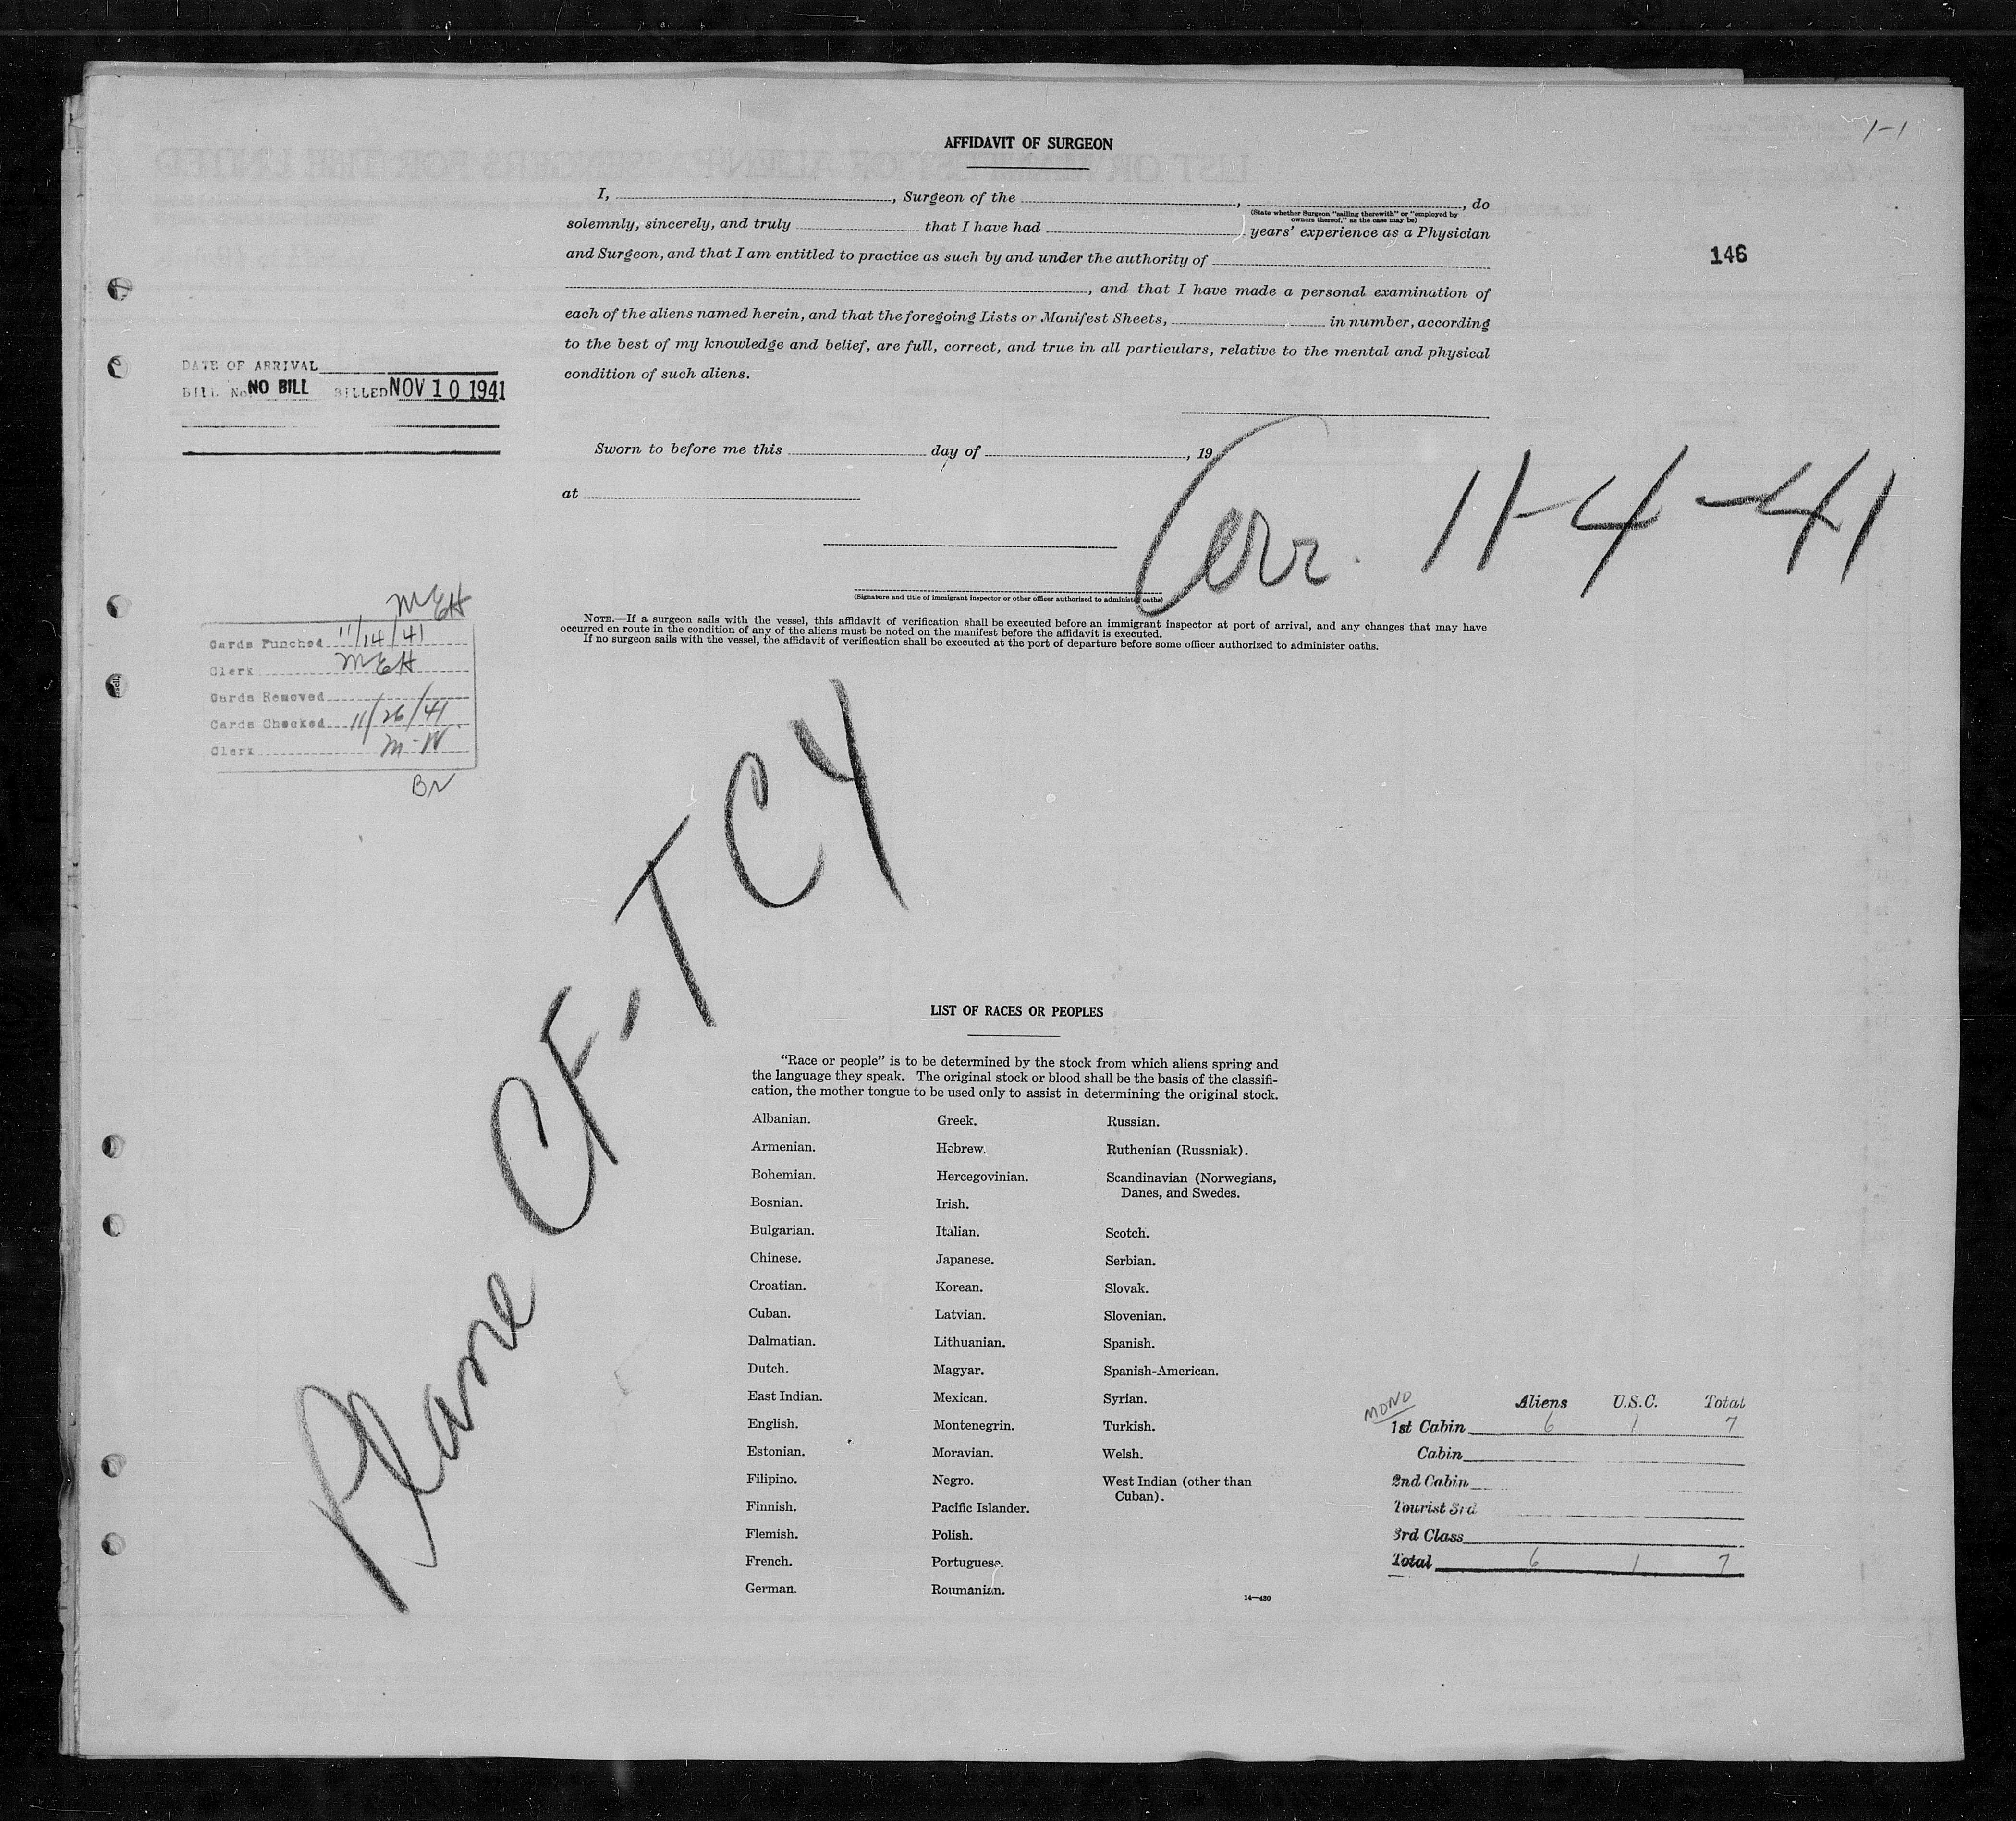 1-1
AFFIDAVIT OF SURGEON
I, , Surgeon of the , , do
(State whether Surgeon "sailing therewith" or "employed by
owners thereof," as the case may be)
solemnly, sincerely, and truly that I have had years' experience as a Physician
and Surgeon, and that I am entitled to practice as such by and under the authority of
, and that I have made a personal examination of
each of the aliens named herein, and that the foregoing Lists or Manifest Sheets, in number, according
to the best of my knowledge and belief, are full, correct, and true in all particulars, relative to the mental and physical
condition of such aliens.
146
DATE OF ARRIVAL
BILL No. NO BILL BILLED NOV 10 1941
Sworn to before me this day of , 19
at
Arr. 11-4-41
(Signature and title of immigrant inspector or other officer authorized to administer oaths)
NOTE.—If a surgeon sails with the vessel, this affidavit of verification shall be executed before an immigrant inspector at port of arrival, and any changes that may have
occurred en route in the condition of any of the aliens must be noted on the manifest before the affidavit is executed.
If no surgeon sails with the vessel, the affidavit of verification shall be executed at the port of departure before some officer authorized to administer oaths.
MEH
Cards Punched 11/14/41
Clerk MEH
Cards Removed
Cards Checked 11/26/41
Clerk M-W
Br
Plane CF-TCY
LIST OF RACES OR PEOPLES
"Race or people" is to be determined by the stock from which aliens spring and
the language they speak. The original stock or blood shall be the basis of the classifi-
cation, the mother tongue to be used only to assist in determining the original stock.
Albanian.
Armenian.
Bohemian.
Bosnian.
Bulgarian.
Chinese.
Croatian.
Cuban.
Dalmatian.
Dutch.
East Indian.
English.
Estonian.
Filipino.
Finnish.
Flemish.
French.
German.
Greek.
Hebrew.
Hercegovinian.
Irish.
Italian.
Japanese.
Korean.
Latvian.
Lithuanian.
Magyar.
Mexican.
Montenegrin.
Moravian.
Negro.
Pacific Islander.
Polish.
Portuguese.
Roumanian.
Russian.
Ruthenian (Russniak).
Scandinavian (Norwegians,
Danes, and Swedes.
Scotch.
Serbian.
Slovak.
Slovenian.
Spanish.
Spanish-American.
Syrian.
Turkish.
Welsh.
West Indian (other than
Cuban).
14—430
MONO
Aliens U.S.C. Total
1st Cabin 6 1 7
Cabin
2nd Cabin
Tourist 3rd
3rd Class
Total 6 1 7